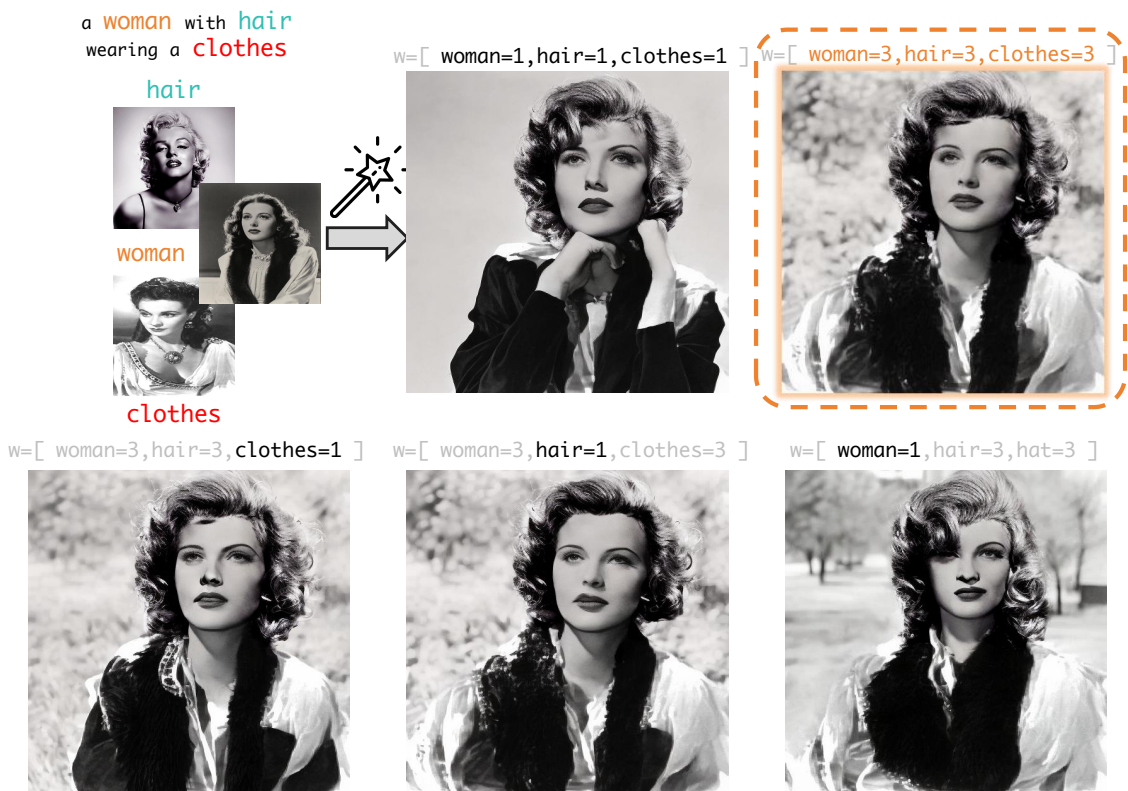 a woman with hair
wearing a clothes
hair
woman
clothes
w=[ woman=1,hair=1,clothes=1 ]
w=[ woman=3,hair=3,clothes=3 ]
w=[ woman=3,hair=3,clothes=1 ]
w=[ woman=3,hair=1,clothes=3 ]
w=[ woman=1,hair=3,hat=3 ]